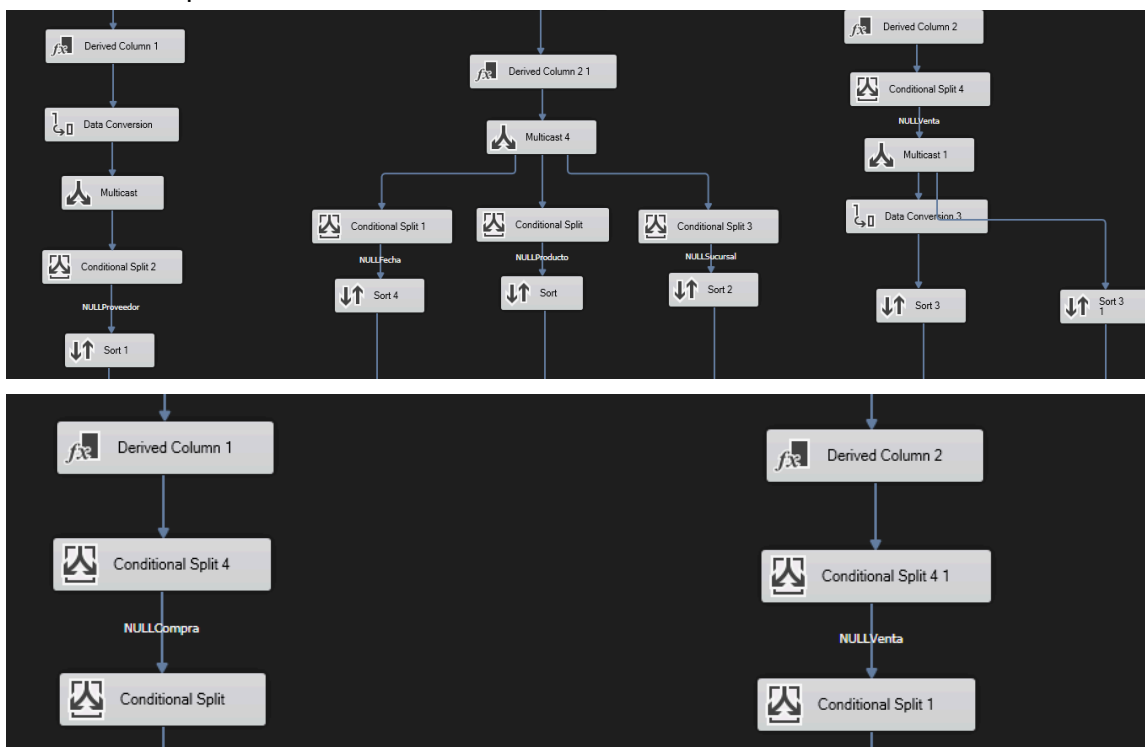 Derived Column 1
Data Conversion
Multicast
Conditional Split 2
NULLProveedor
Sort 1
Derived Column 2 1
Multicast 4
Conditional Split 1
NULLFecha
Sort 4
Conditional Split
NULLProducto
Sort
Conditional Split 3
NULLSucursal
Sort 2
Derived Column 2
Conditional Split 4
NULLVenta
Multicast 1
Data Conversion 3
Sort 3
Sort 3
1
Derived Column 1
Conditional Split 4
NULLCompra
Conditional Split
Derived Column 2
Conditional Split 4 1
NULLVenta
Conditional Split 1